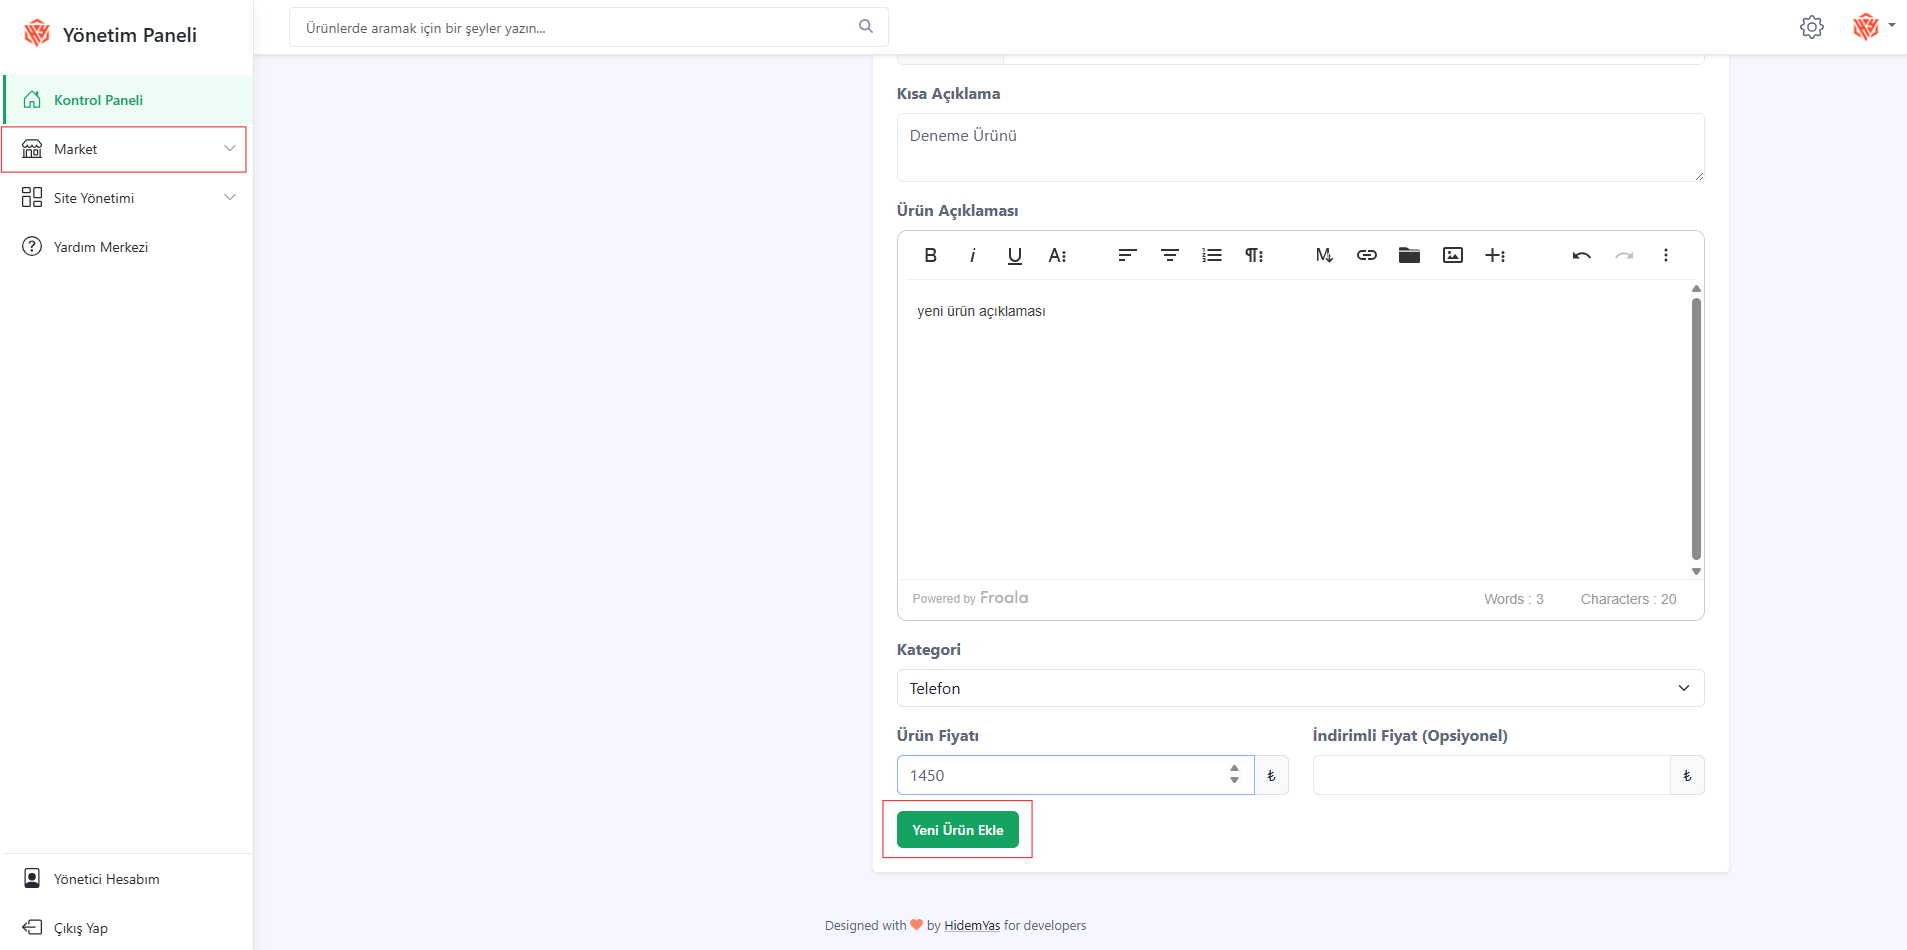 Yönetim Paneli
Ürünlerde aramak için bir şeyler yazın...
Kontrol Paneli
Market
Site Yönetimi
Yardım Merkezi
Yönetici Hesabım
Çıkış Yap
Kısa Açıklama
Deneme Ürünü
Ürün Açıklaması
yeni ürün açıklaması
Powered by Froala
Words : 3 Characters : 20
Kategori
Telefon
Ürün Fiyatı İndirimli Fiyat (Opsiyonel)
1450 ₺ ₺
Yeni Ürün Ekle
Designed with ❤ by HidemYas for developers